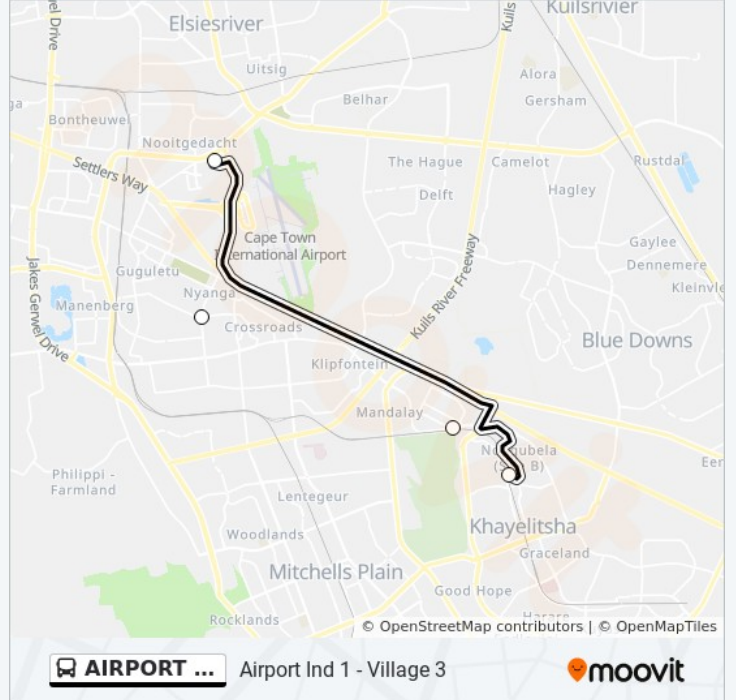 Kuilsrivier
Elsiesriver
Kuils
Uitsig
Alora
Gersham
Belhar
Bontheuwel
Nooitgedacht
The Hague
Camelot
Rustdal
Settlers Way
Delft
Hagley
Cape Town
International Airport
Gaylee
Dennemere
Kuils River Freeway
Guguletu
Nyanga
Manenberg
Jakes Gerwel Drive
Crossroads
Blue Downs
Klipfontein
Mandalay
Philippi -
Farmland
Lentegeur
Khayelitsha
Graceland
Woodlands
Mitchells Plain
Good Hope
Rocklands
Harare
© OpenStreetMap contributors | © OpenMapTiles
AIRPORT ...
Airport Ind 1 - Village 3
moovit